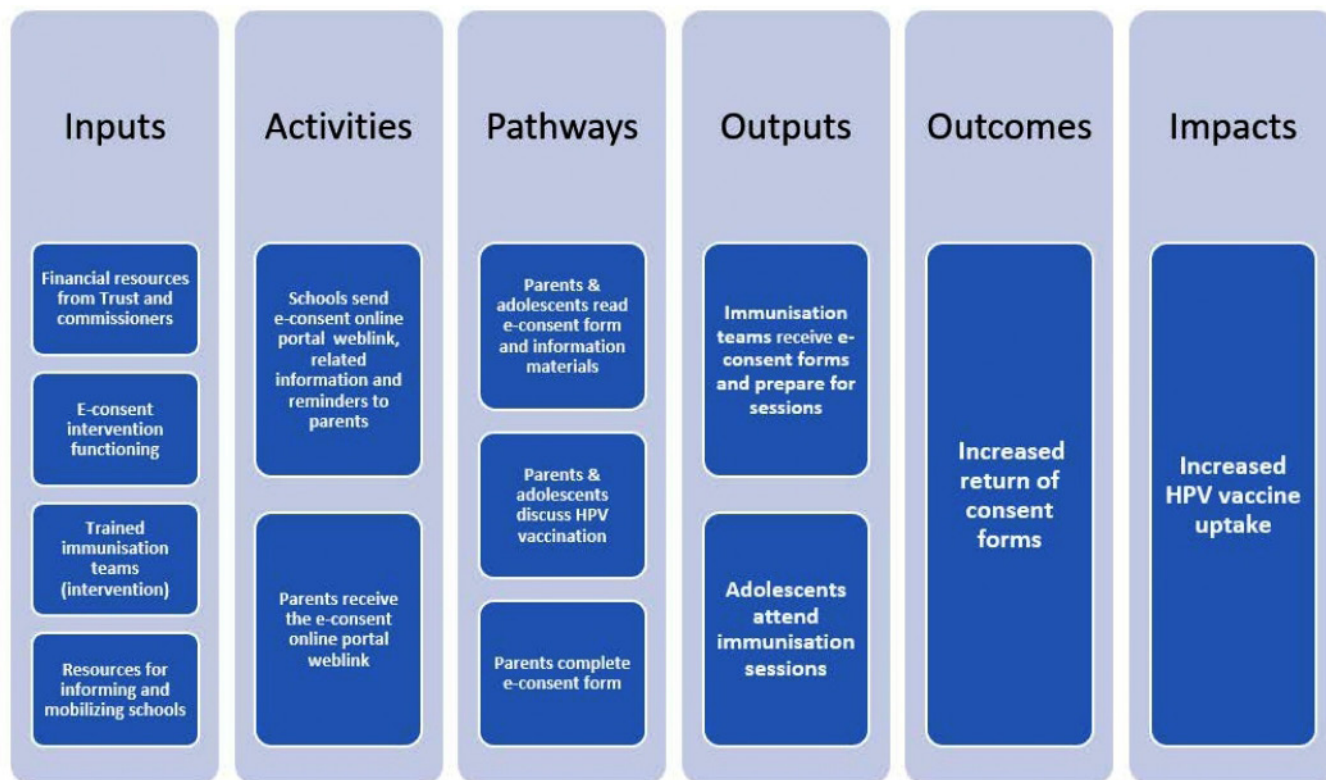 Inputs
Financial resources
from Trust and
commissioners
E-consent
intervention
functioning
Trained
immunisation
teams
(intervention)
Resources for
informing and
mobilizing schools
Activities
Schools send
e-consent online
portal weblink,
related
information and
reminders to
parents
Parents receive
the e-consent
online portal
weblink
Pathways
Parents &
adolescents read
e-consent form
and information
materials
Parents &
adolescents
discuss HPV
vaccination
Parents complete
e-consent form
Outputs
Immunisation
teams receive e-
consent forms
and prepare for
sessions
Adolescents
attend
immunisation
sessions
Outcomes
Increased
return of
consent
forms
Impacts
Increased
HPV vaccine
uptake